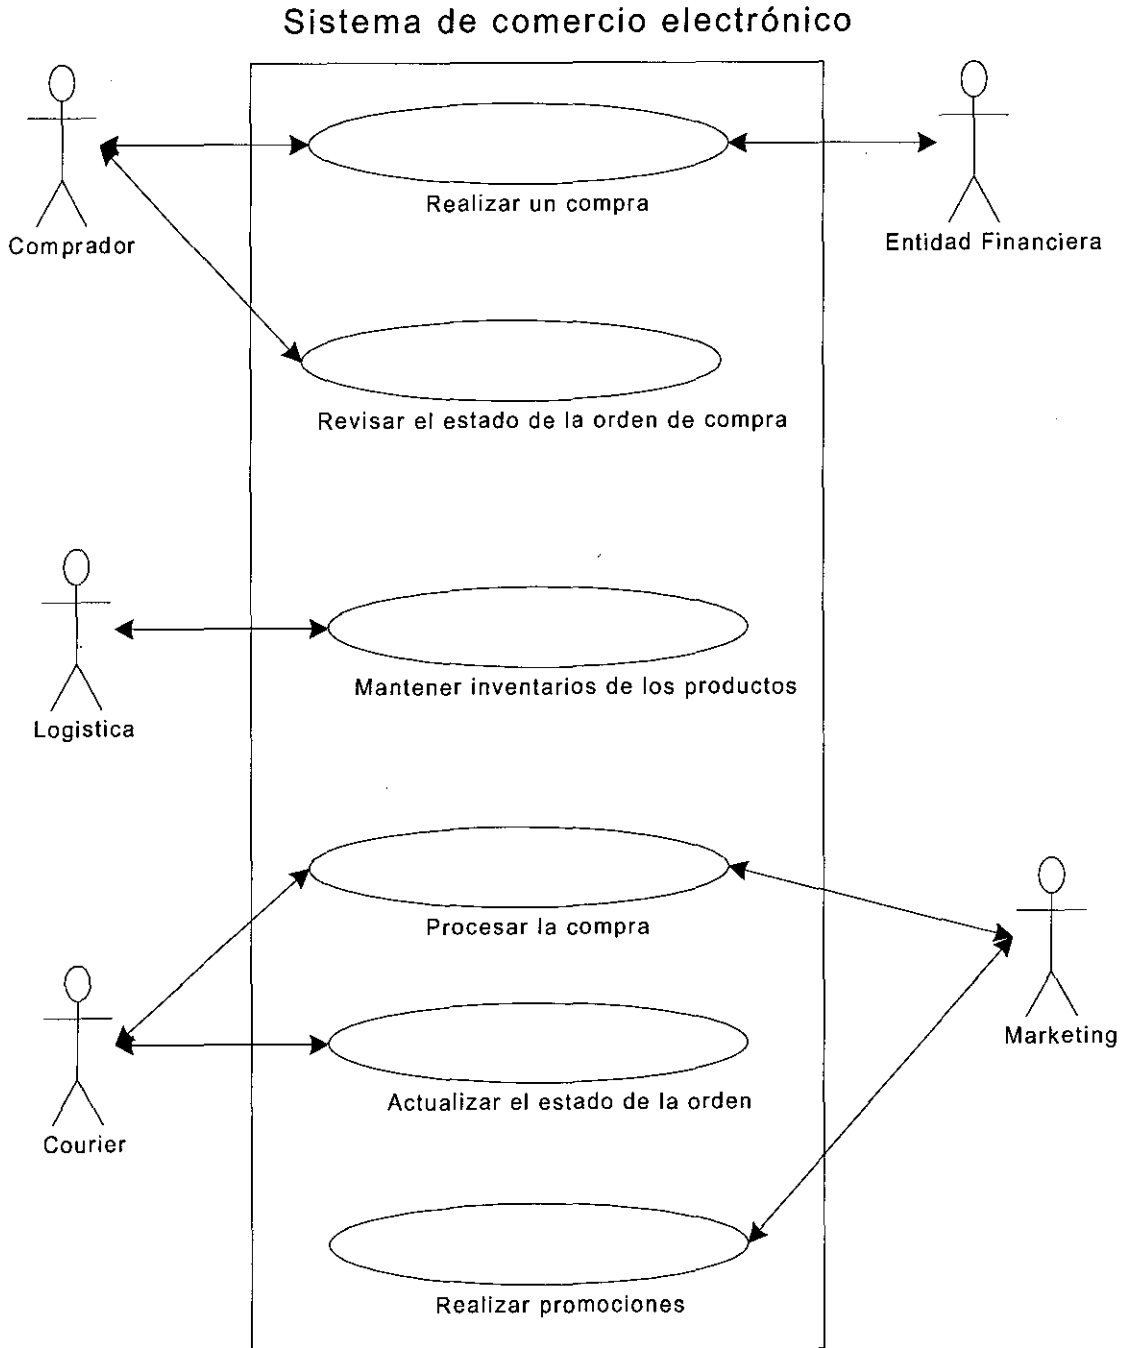 Sistema de comercio electrónico
Realizar un compra
Comprador
Entidad Financiera
Revisar el estado de la orden de compra
Mantener inventarios de los productos
Logistica
Procesar la compra
Marketing
Actualizar el estado de la orden
Courier
Realizar promociones